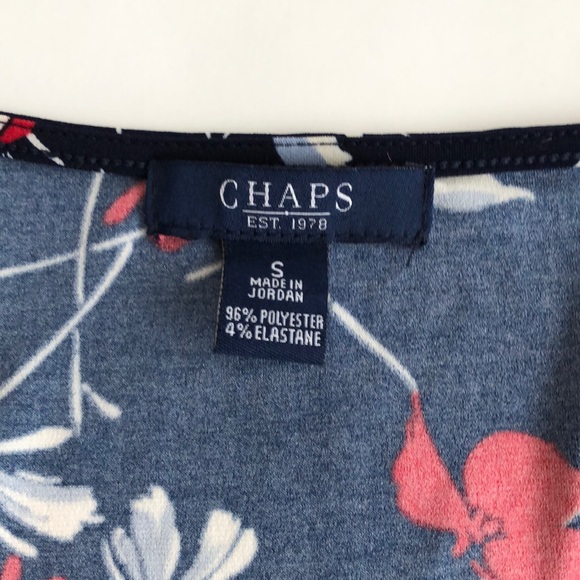 CHAPS
EST. 1978
S
MADE IN
JORDAN
96% POLYESTER
4% ELASTANE